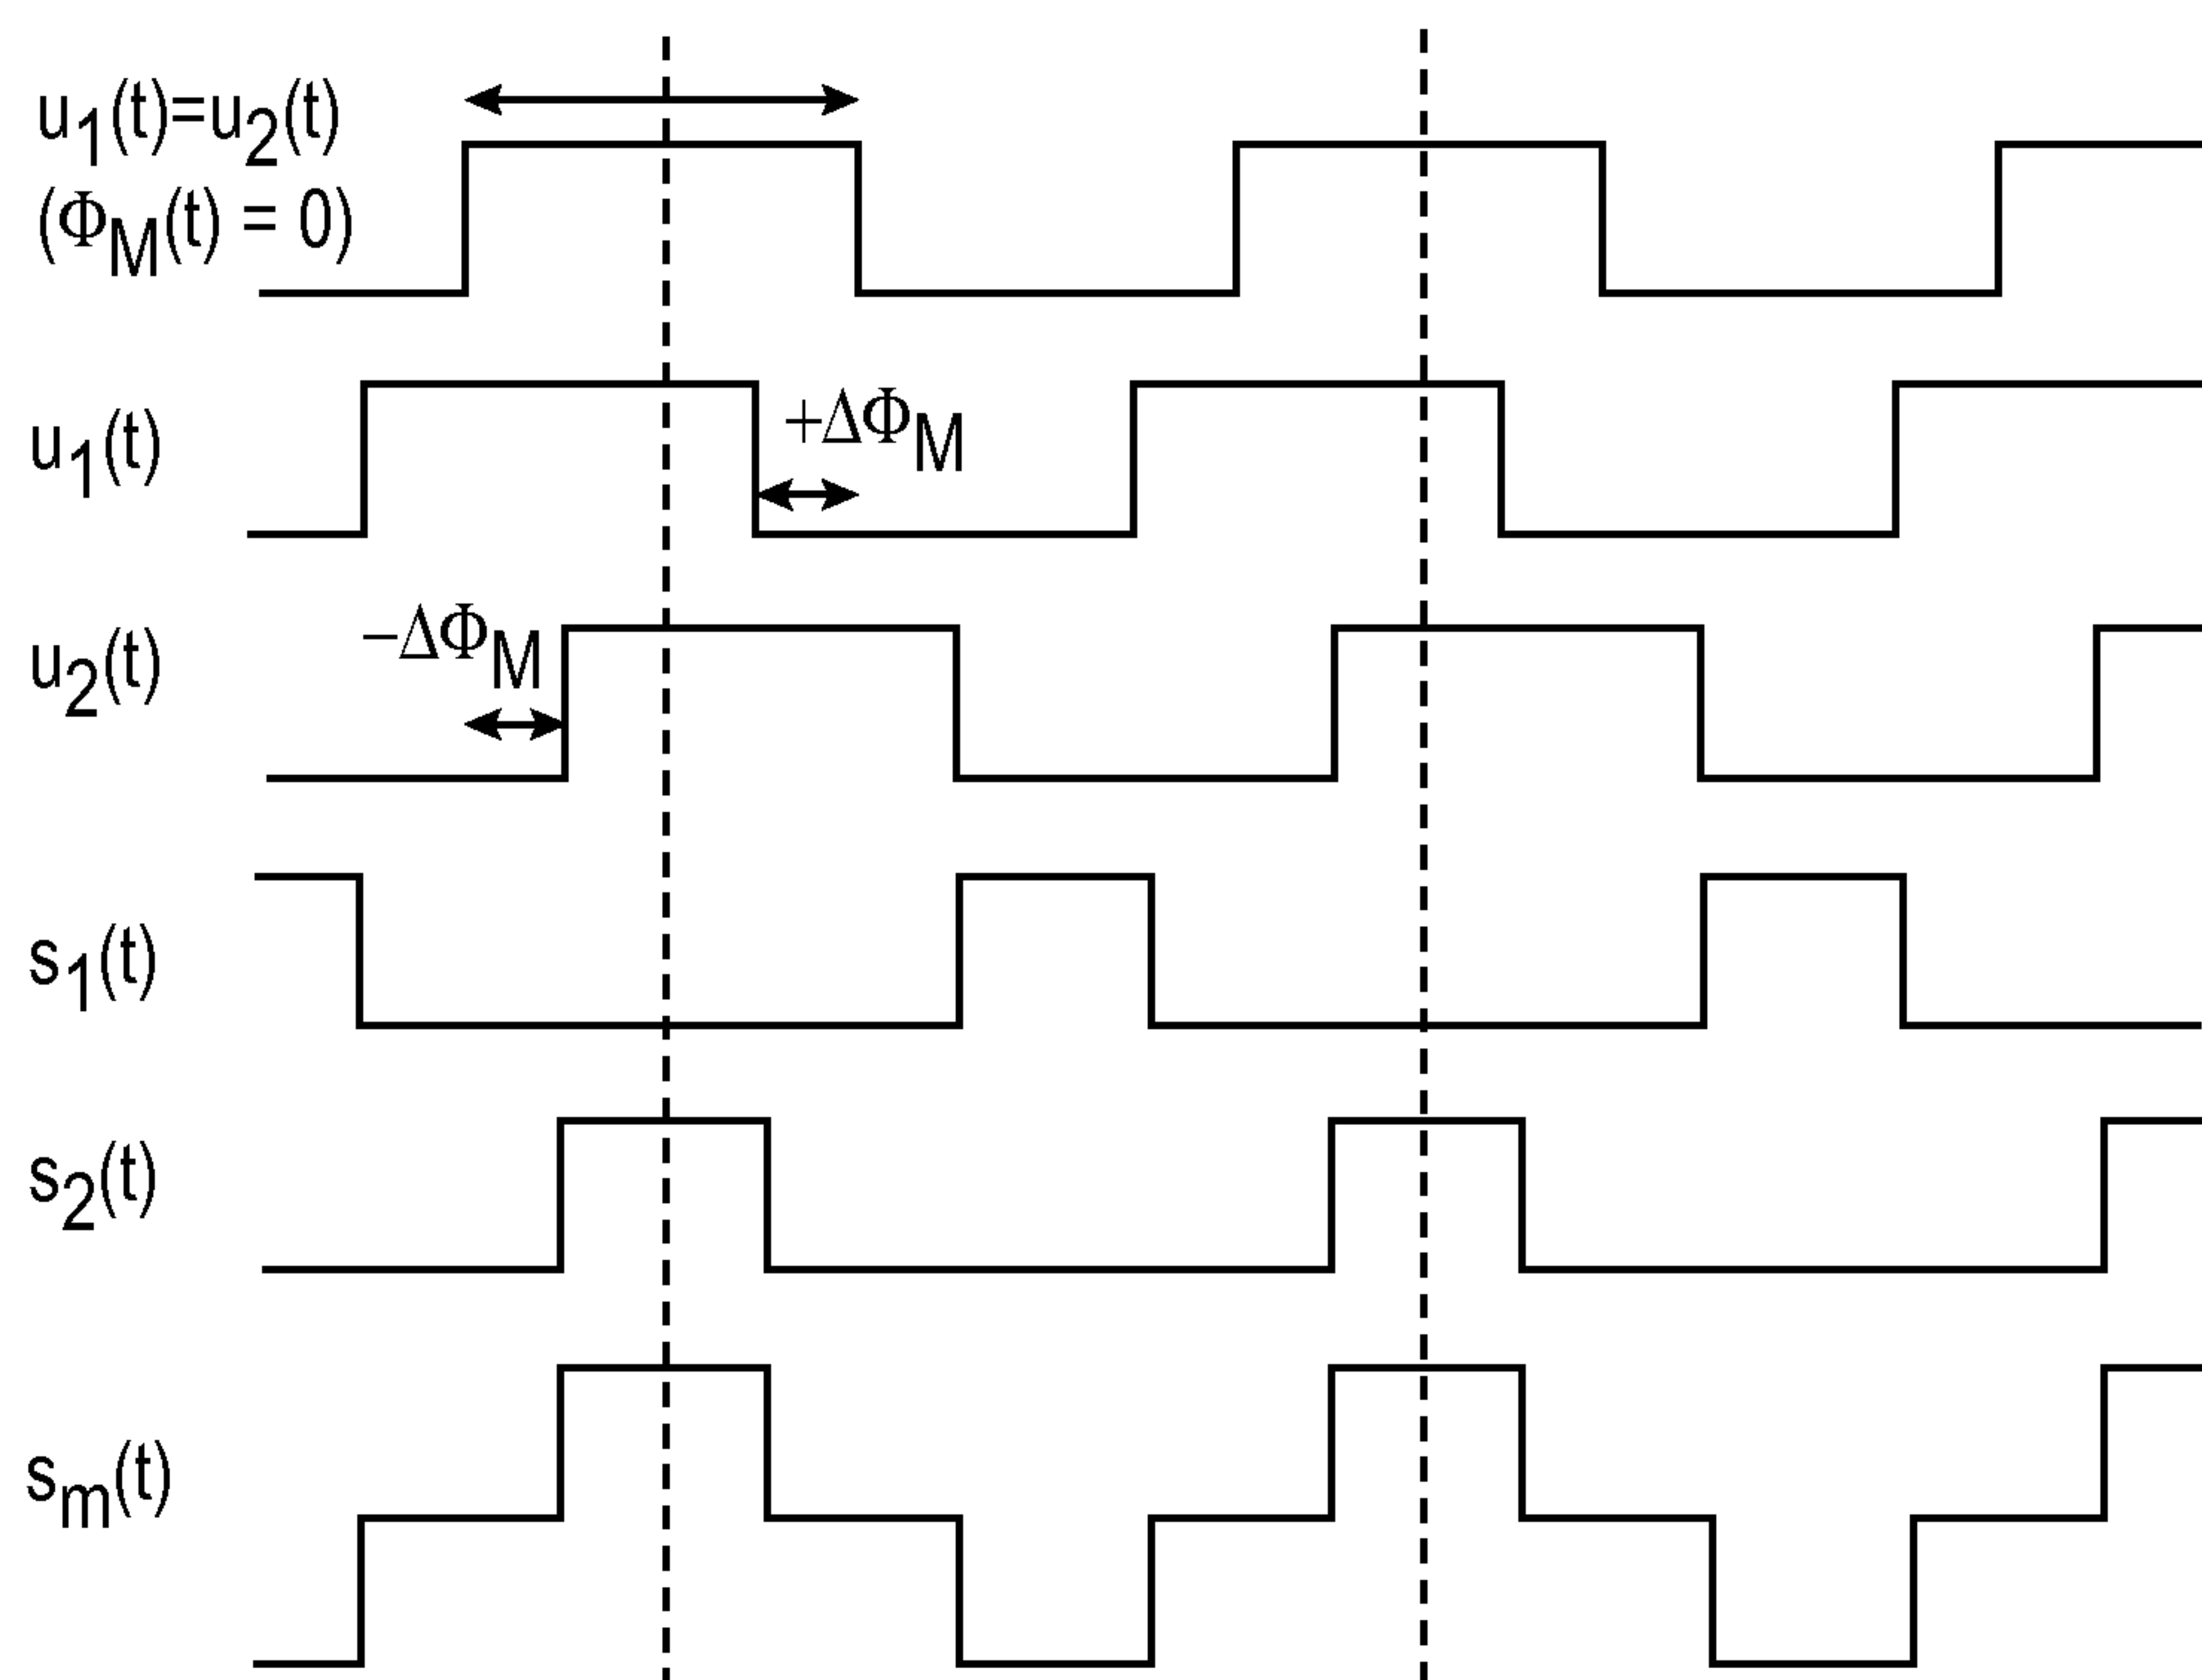 u1(t)=u2(t)
(ΦM(t) = 0)
u1(t)
+ΔΦM
u2(t)
−ΔΦM
s1(t)
s2(t)
sm(t)